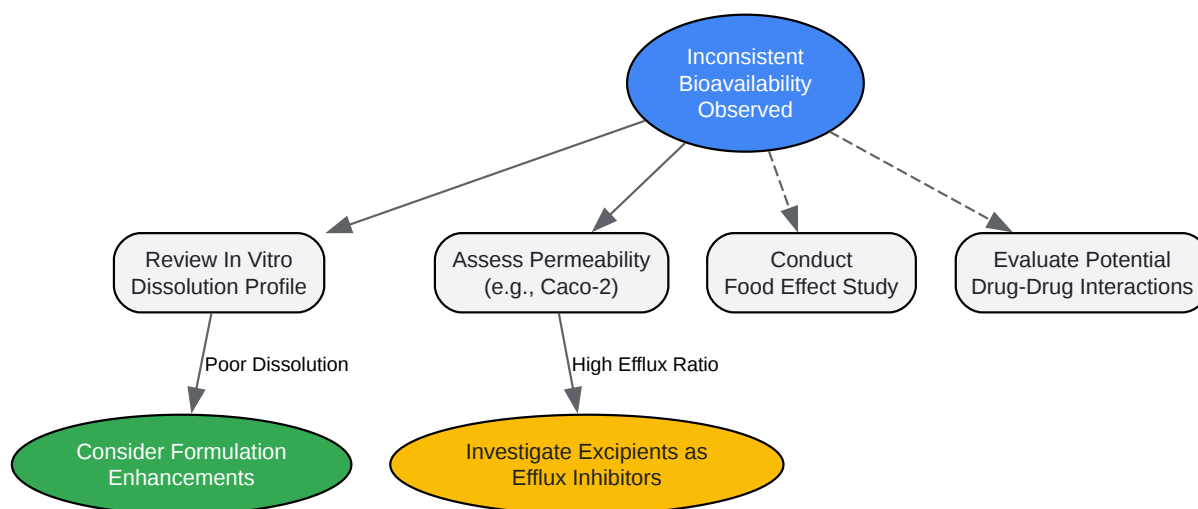 Inconsistent
Bioavailability
Observed
Review In Vitro
Dissolution Profile
Assess Permeability
(e.g., Caco-2)
Conduct
Food Effect Study
Evaluate Potential
Drug-Drug Interactions
Poor Dissolution
High Efflux Ratio
Consider Formulation
Enhancements
Investigate Excipients as
Efflux Inhibitors